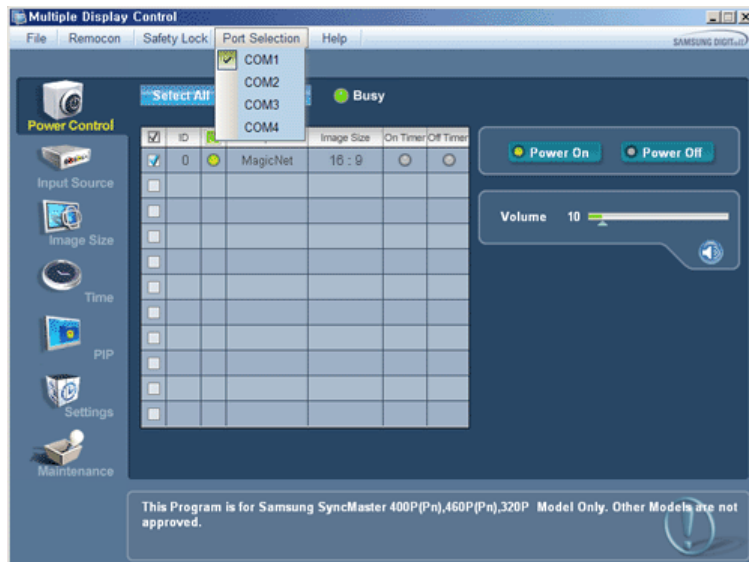 Multiple Display Control
File Remocon Safety Lock Port Selection Help
SAMSUNG DIGITall
COM1
COM2
COM3
COM4
Select All
Busy
Power Control
Input Source
Image Size
Time
PIP
Settings
Maintenance
ID Image Size On Timer Off Timer
0 MagicNet 16 : 9
Power On Power Off
Volume 10
This Program is for Samsung SyncMaster 400P(Pn),460P(Pn),320P Model Only. Other Models are not
approved.